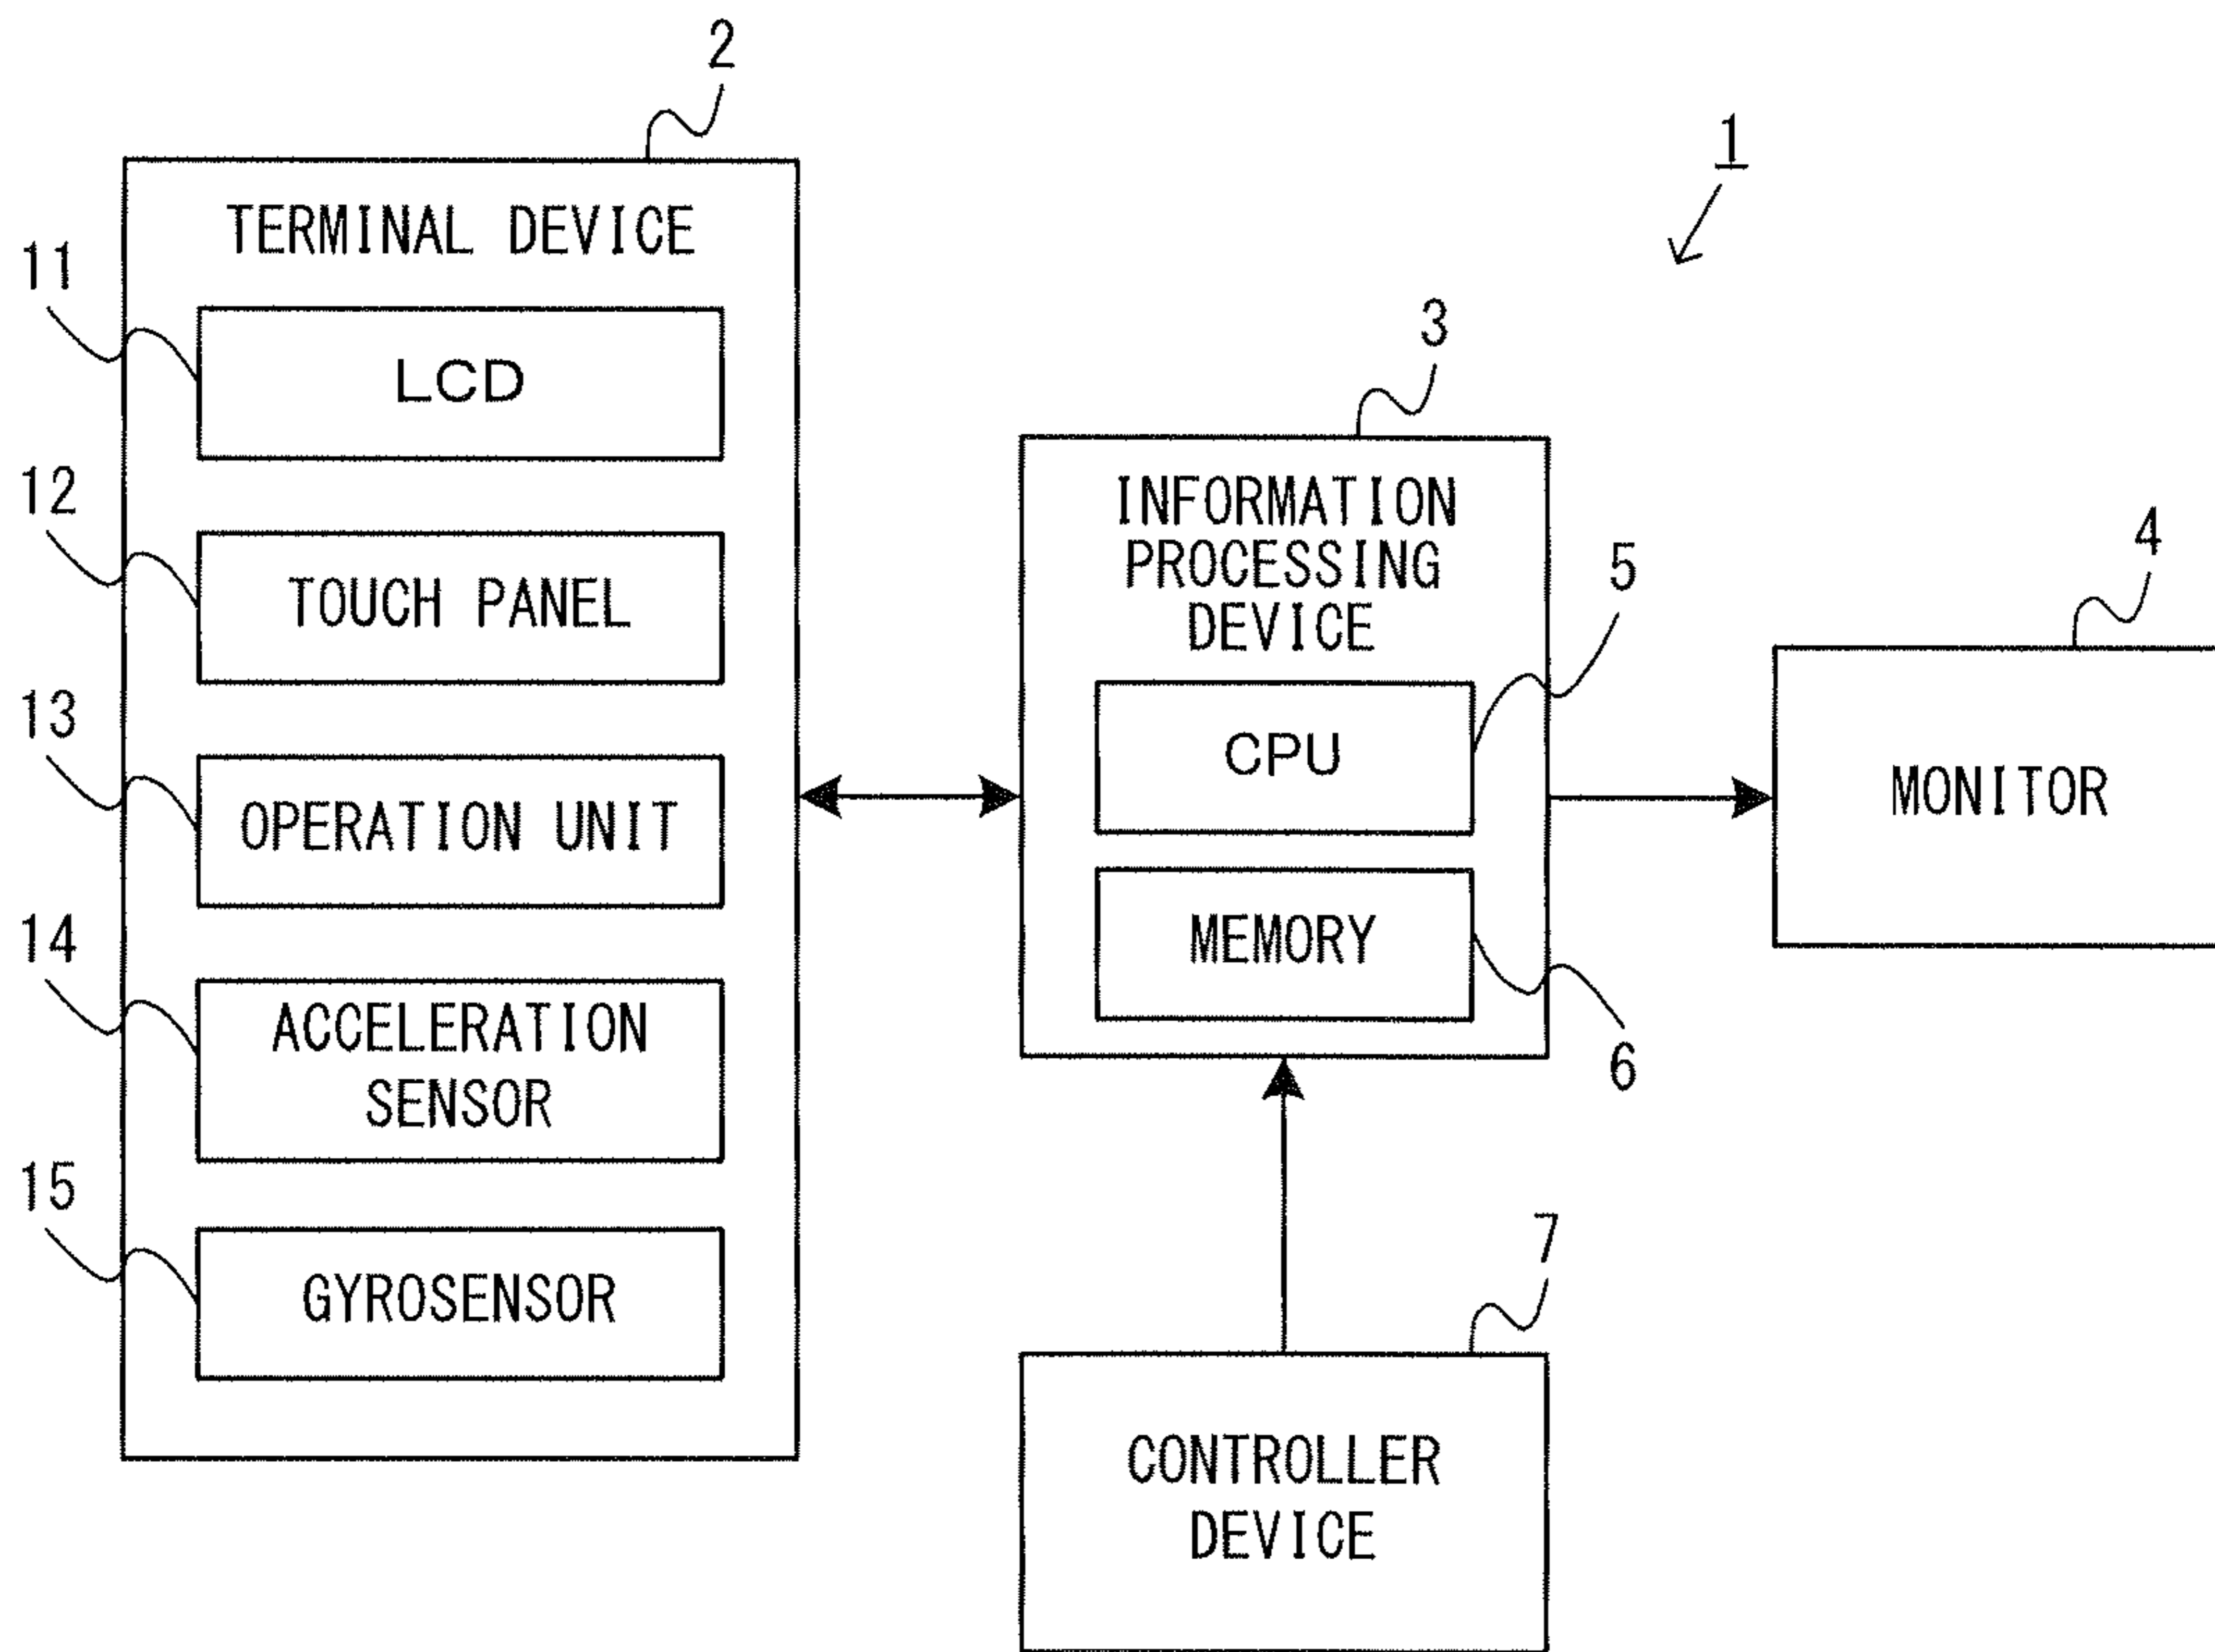 2
1
TERMINAL DEVICE
11
LCD
3
12
TOUCH PANEL
INFORMATION
PROCESSING
DEVICE
5
4
13
OPERATION UNIT
CPU
MONITOR
14
ACCELERATION
SENSOR
MEMORY
6
15
GYROSENSOR
7
CONTROLLER
DEVICE